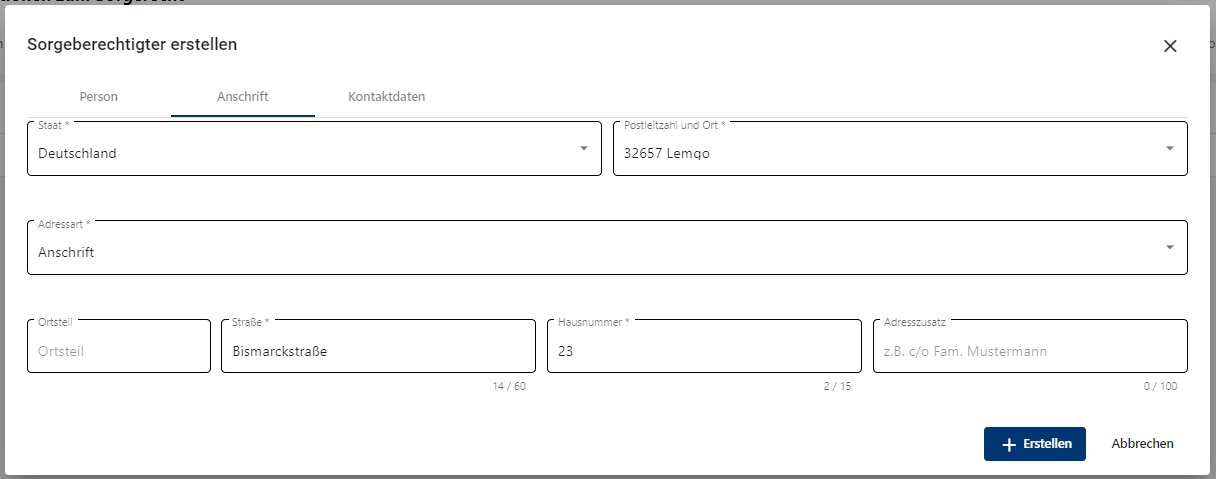 Sorgeberechtigter erstellen
Person Anschrift Kontaktdaten
Staat * Postleitzahl und Ort *
Deutschland 32657 Lemgo
Adressart *
Anschrift
Ortsteil Straße * Hausnummer * Adresszusatz
Ortsteil Bismarckstraße 23 z.B. c/o Fam. Mustermann
14 / 60 2 / 15 0 / 100
+ Erstellen Abbrechen